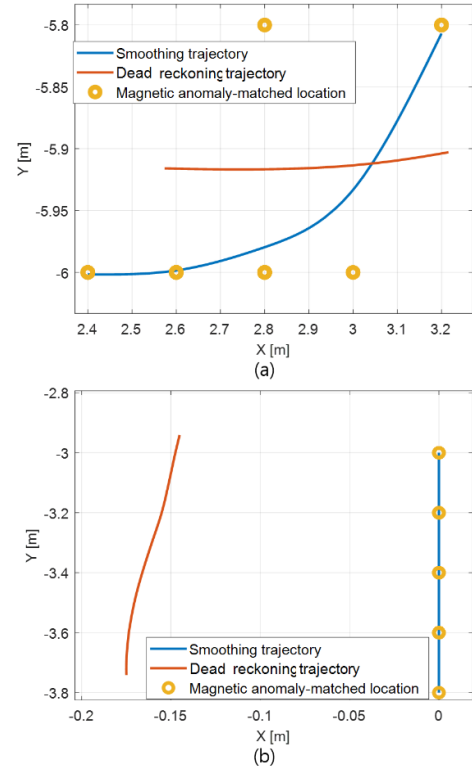 -5.8
Smoothing trajectory
-5.85
Dead reckoning trajectory
Magnetic anomaly-matched location
Y [m]
-5.9
-5.95
-6
2.4 2.5 2.6 2.7 2.8 2.9 3 3.1 3.2
X [m]
(a)
-2.8
-3
-3.2
Y [m]
-3.4
-3.6
Smoothing trajectory
Dead reckoning trajectory
Magnetic anomaly-matched location
-3.8
-0.2 -0.15 -0.1 -0.05 0
X [m]
(b)